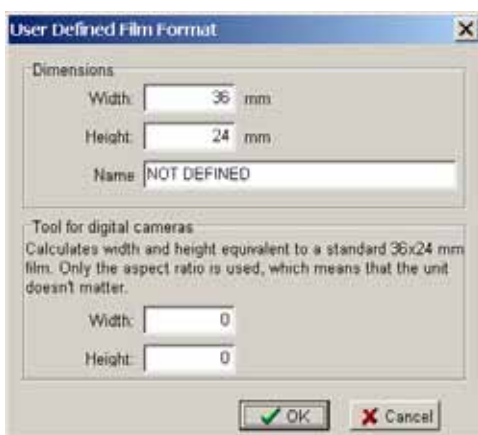 User Defined Film Format
Dimensions
Width: 36 mm
Height: 24 mm
Name NOT DEFINED
Tool for digital cameras
Calculates width and height equivalent to a standard 36x24 mm
film. Only the aspect ratio is used, which means that the unit
doesn't matter.
Width: 0
Height: 0
OK Cancel